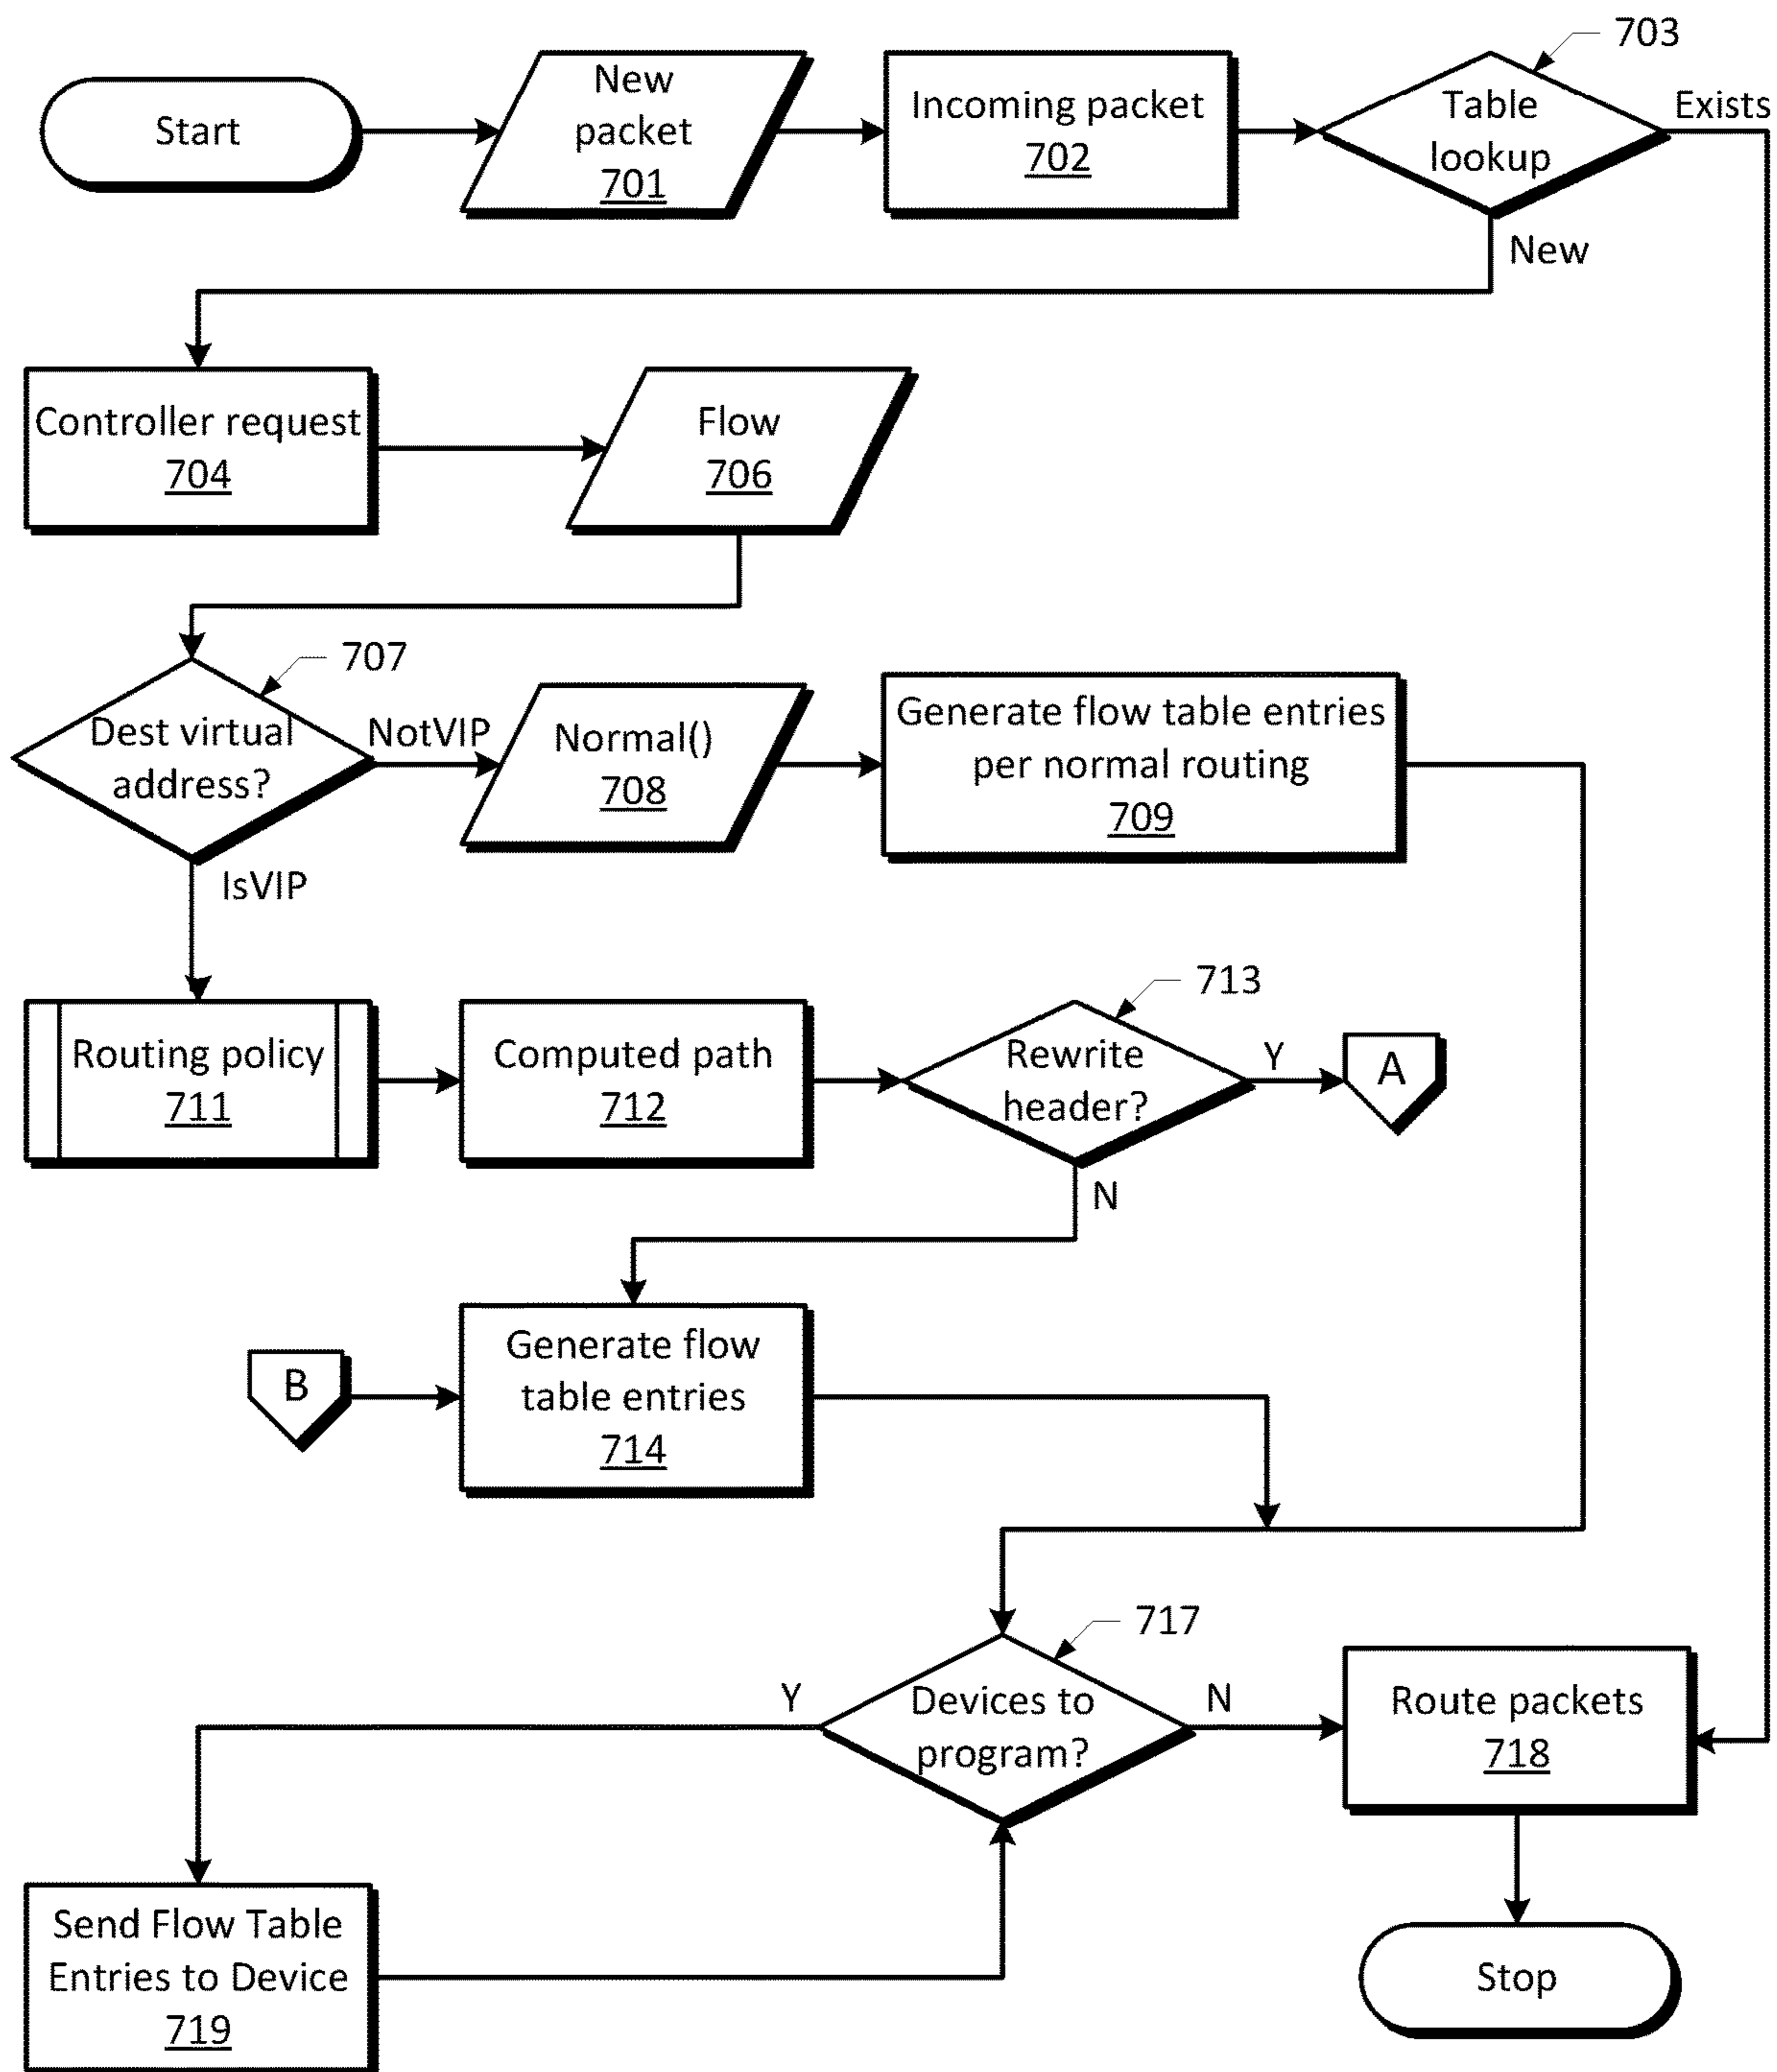 703
Start
New
packet
701
Incoming packet
702
Table
lookup
Exists
New
Controller request
704
Flow
706
707
Dest virtual
address?
NotVIP
Normal()
708
Generate flow table entries
per normal routing
709
IsVIP
713
Routing policy
711
Computed path
712
Rewrite
header?
Y
A
N
B
Generate flow
table entries
714
717
Y
Devices to
program?
N
Route packets
718
Send Flow Table
Entries to Device
719
Stop